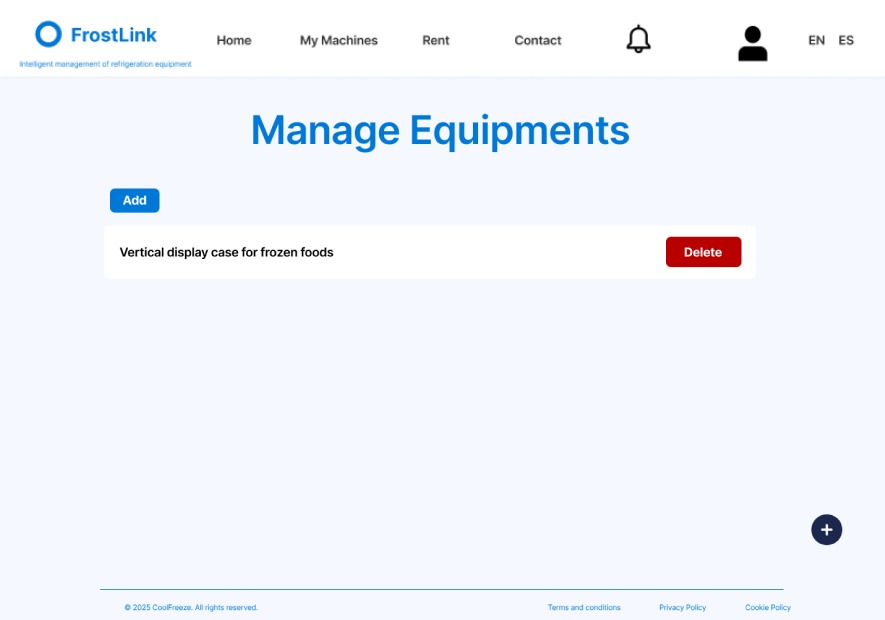 FrostLink
Intelligent management of refrigeration equipment
Home
My Machines
Rent
Contact
EN ES
Manage Equipments
Add
Vertical display case for frozen foods
Delete
+
© 2025 CoolFreeze. All rights reserved.
Terms and conditions
Privacy Policy
Cookie Policy